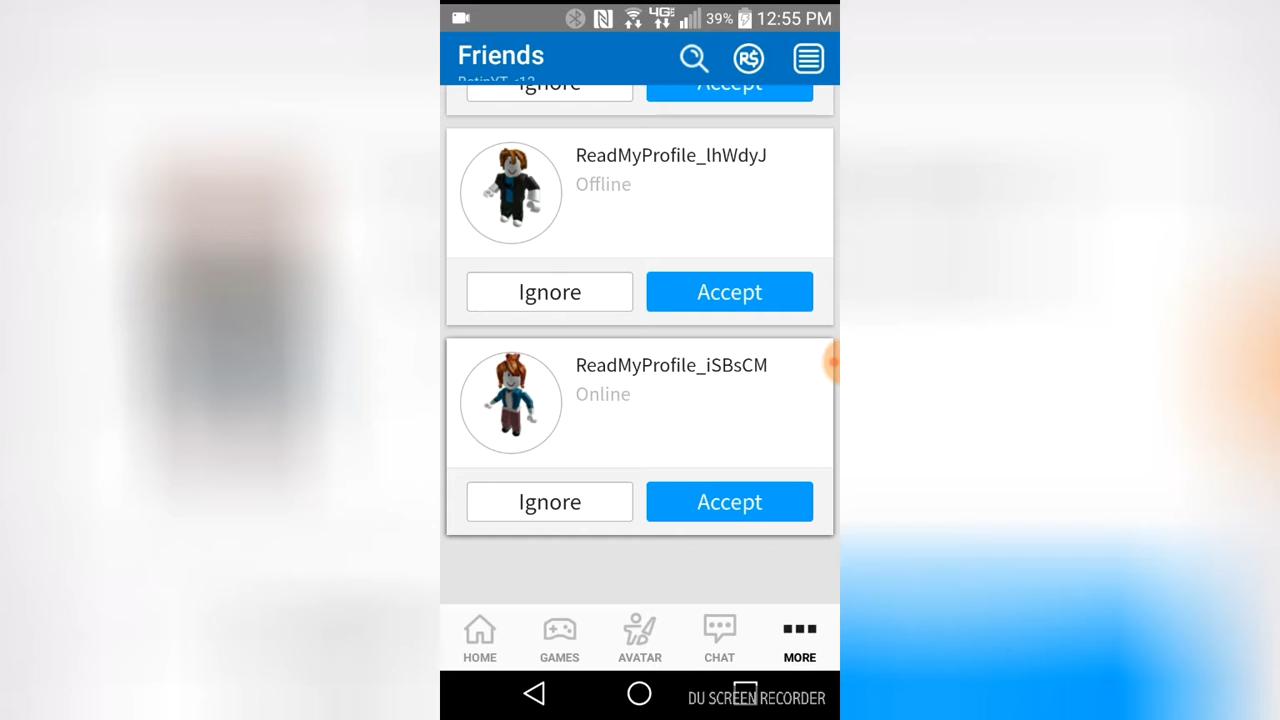 39% 12:55 PM
Friends
R$
Ignore Accept
ReadMyProfile_lhWdyJ
Offline
Ignore Accept
ReadMyProfile_iSBsCM
Online
Ignore Accept
HOME GAMES AVATAR CHAT MORE
DU SCREEN RECORDER